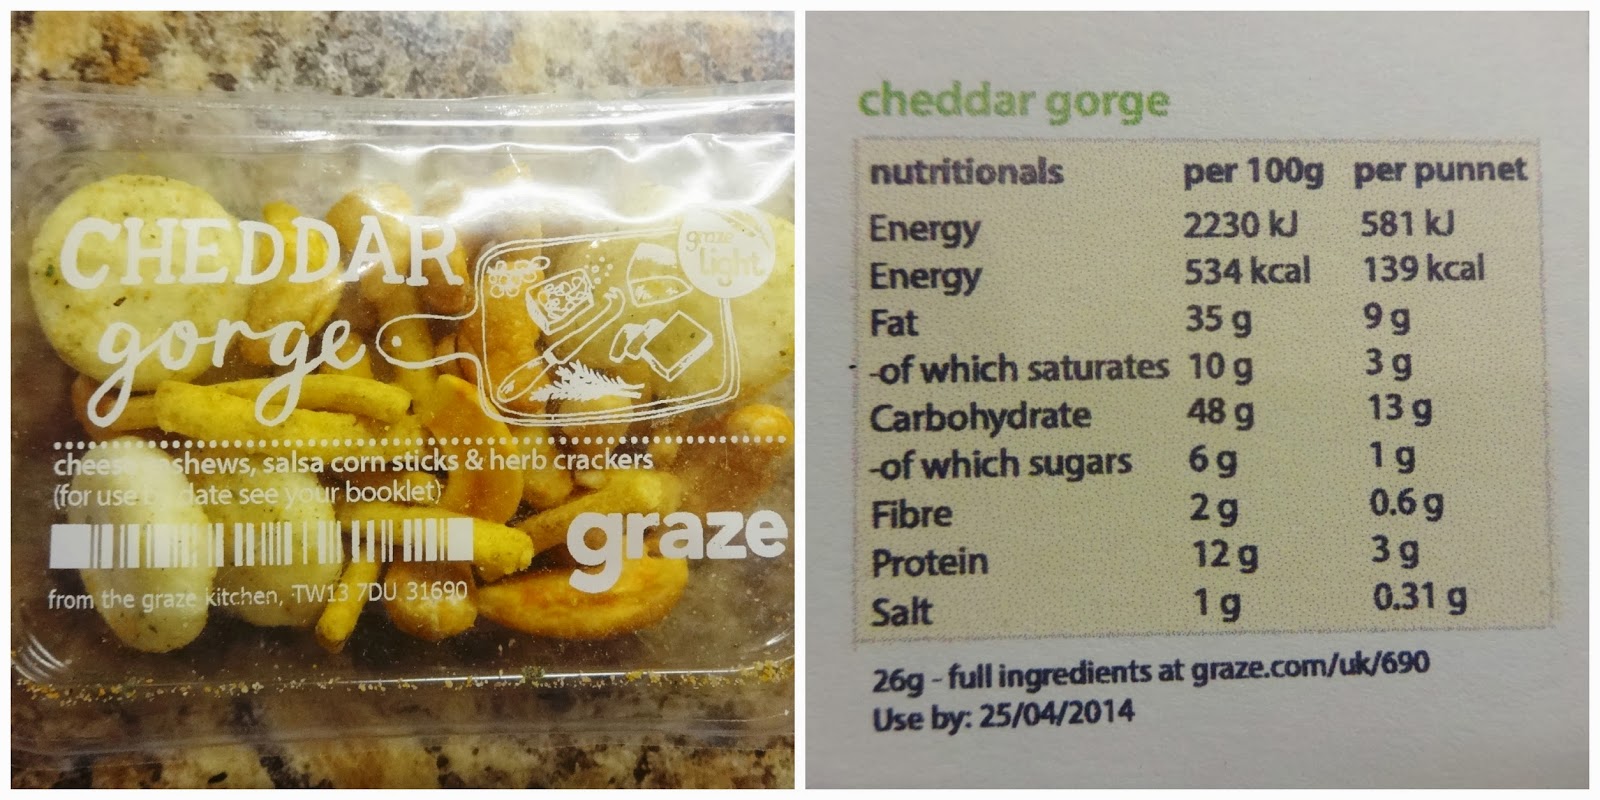 CHEDDAR
gorge
graze
light
cheese cashews, salsa corn sticks & herb crackers
(for use by date see your booklet)
graze
from the graze kitchen, TW13 7DU 31690
cheddar gorge
nutritionals per 100g per punnet
Energy 2230 kJ 581 kJ
Energy 534 kcal 139 kcal
Fat 35 g 9 g
-of which saturates 10 g 3 g
Carbohydrate 48 g 13 g
-of which sugars 6 g 1 g
Fibre 2 g 0.6 g
Protein 12 g 3 g
Salt 1 g 0.31 g
26g - full ingredients at graze.com/uk/690
Use by: 25/04/2014